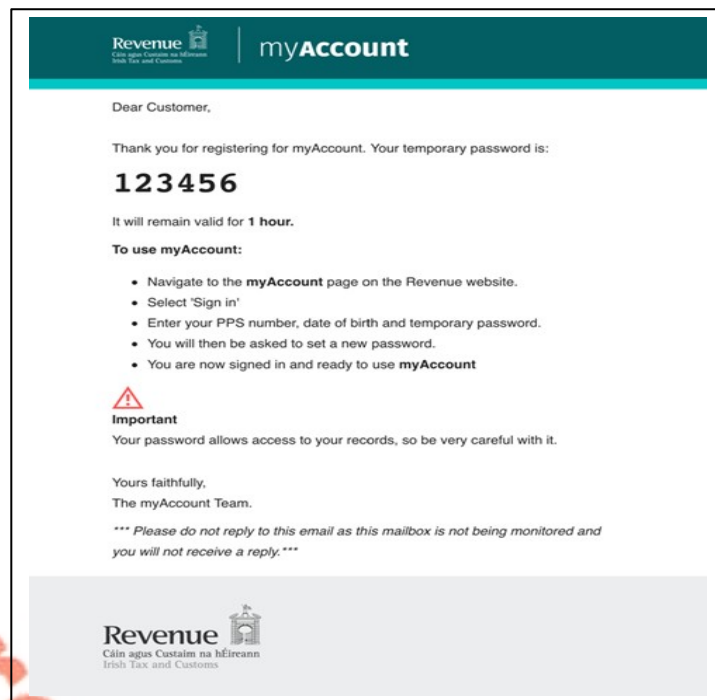 Revenue
Cáin agus Custaim na hÉireann
Irish Tax and Customs
myAccount
Dear Customer,
Thank you for registering for myAccount. Your temporary password is:
123456
It will remain valid for 1 hour.
To use myAccount:
• Navigate to the myAccount page on the Revenue website.
• Select 'Sign in'
• Enter your PPS number, date of birth and temporary password.
• You will then be asked to set a new password.
• You are now signed in and ready to use myAccount
Important
Your password allows access to your records, so be very careful with it.
Yours faithfully,
The myAccount Team.
*** Please do not reply to this email as this mailbox is not being monitored and
you will not receive a reply.***
Revenue
Cáin agus Custaim na hÉireann
Irish Tax and Customs